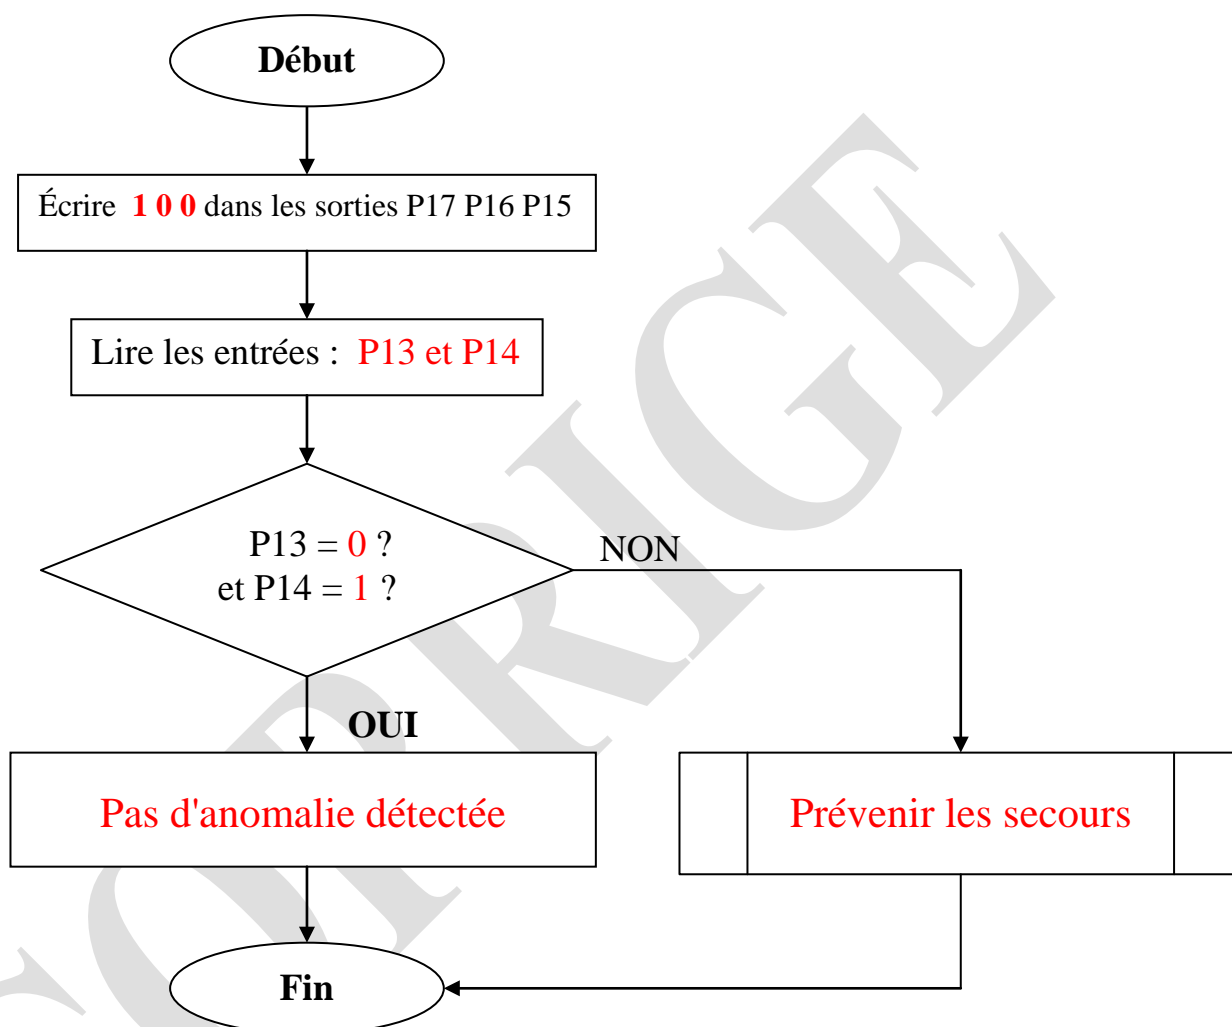 Début
Écrire 1 0 0 dans les sorties P17 P16 P15
Lire les entrées : P13 et P14
P13 = 0 ?
et P14 = 1 ?
NON
OUI
Pas d'anomalie détectée
Prévenir les secours
Fin
CORRIGE